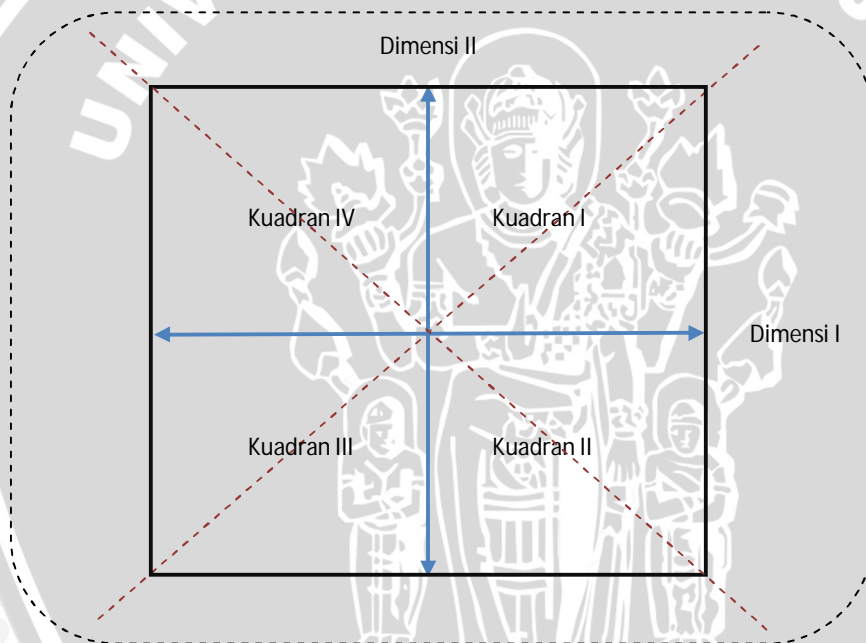 Dimensi II
Kuadran IV
Kuadran I
Dimensi I
Kuadran III
Kuadran II